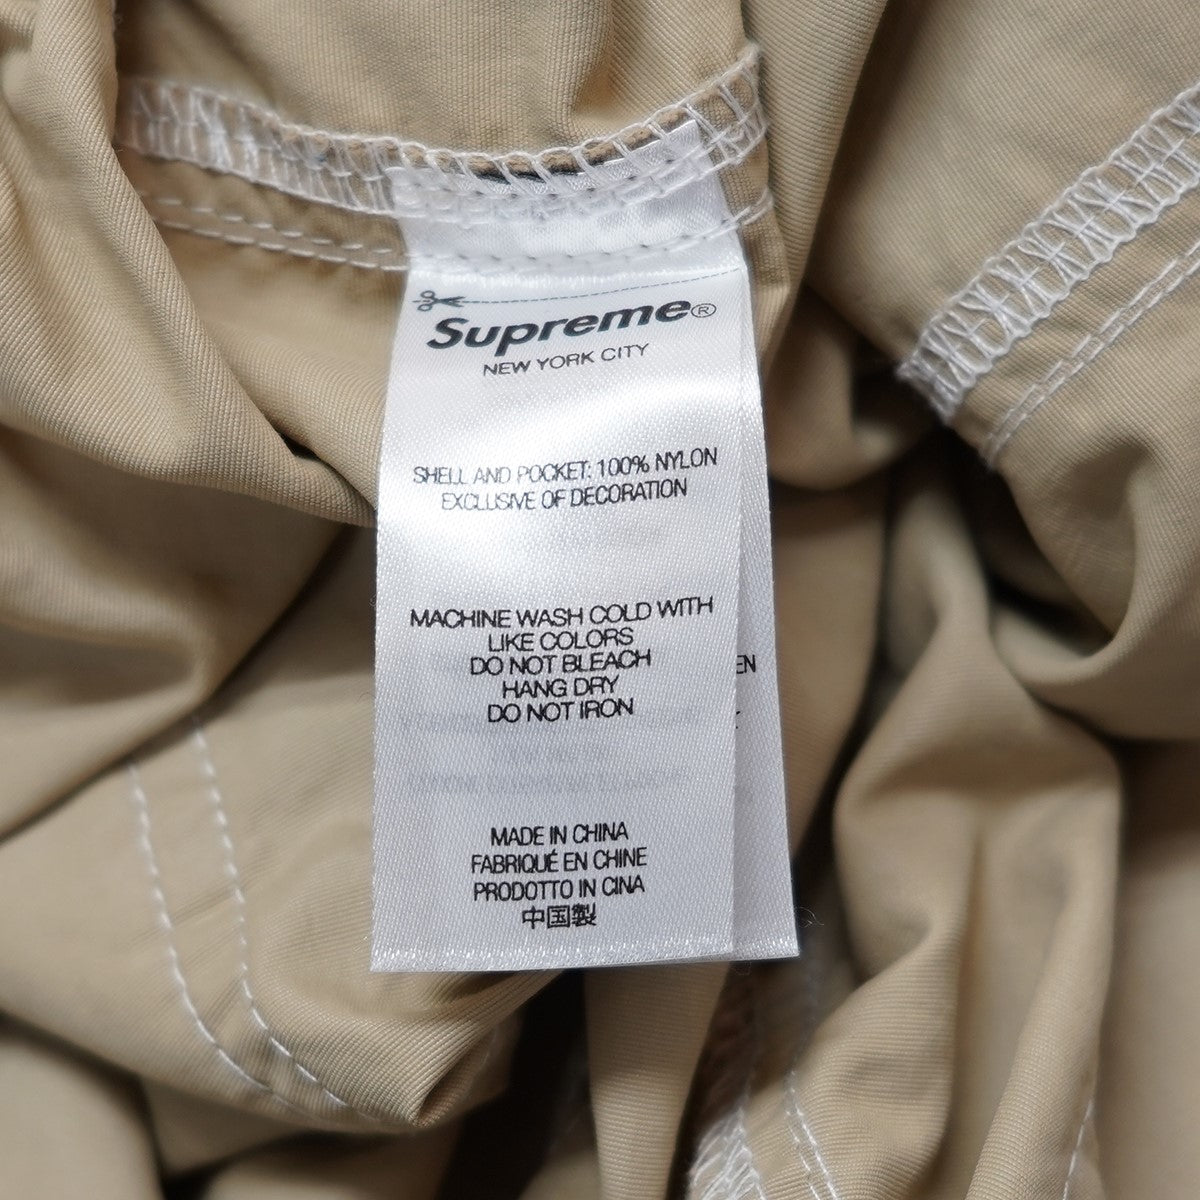 Supreme®
NEW YORK CITY
SHELL AND POCKET: 100% NYLON
EXCLUSIVE OF DECORATION
MACHINE WASH COLD WITH
LIKE COLORS
DO NOT BLEACH
HANG DRY
DO NOT IRON
EN
MADE IN CHINA
FABRIQUÉ EN CHINE
PRODOTTO IN CINA
中国製